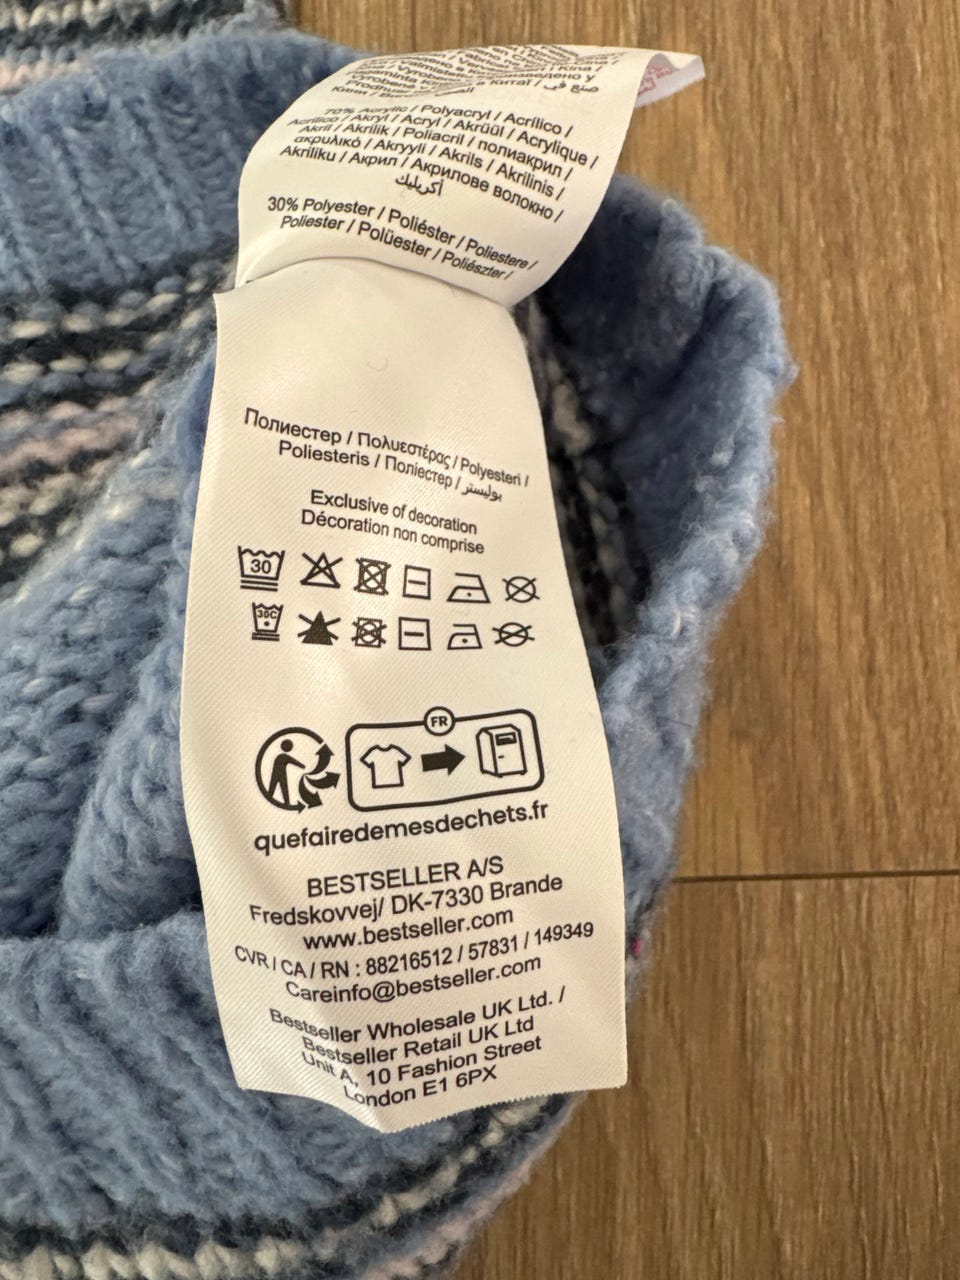 Valmistettu
Prodhuar
70% Acrylic / Polyacryl / Acrílico /
Acrilico / Akryl / Acryl / Akrüül / Acrylique /
Akril / Akrilik / Poliacril / полиакрил /
ακρυλικό / Akryyli / Akrils / Akrilinis /
Akriliku / Акрил / Акрилове волокно /
أكريليك
30% Polyester / Poliéster / Poliestere /
Poliester / Polüester / Poliészter /
Полиестер / Πολυεστέρας / Polyesteri /
Poliesteris / Поліестер / بوليستر
Exclusive of decoration
Décoration non comprise
30
30C
FR
quefairedemesdechets.fr
BESTSELLER A/S
Fredskovvej/ DK-7330 Brande
www.bestseller.com
CVR / CA / RN : 88216512 / 57831 / 149349
Careinfo@bestseller.com
Bestseller Wholesale UK Ltd. /
Bestseller Retail UK Ltd
Unit A, 10 Fashion Street
London E1 6PX